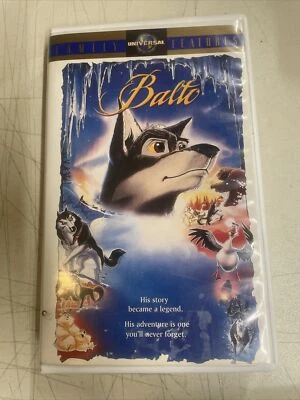 FAMILY UNIVERSAL FEATURES
Balto
His story
became a legend.
His adventure is one
you'll never forget.